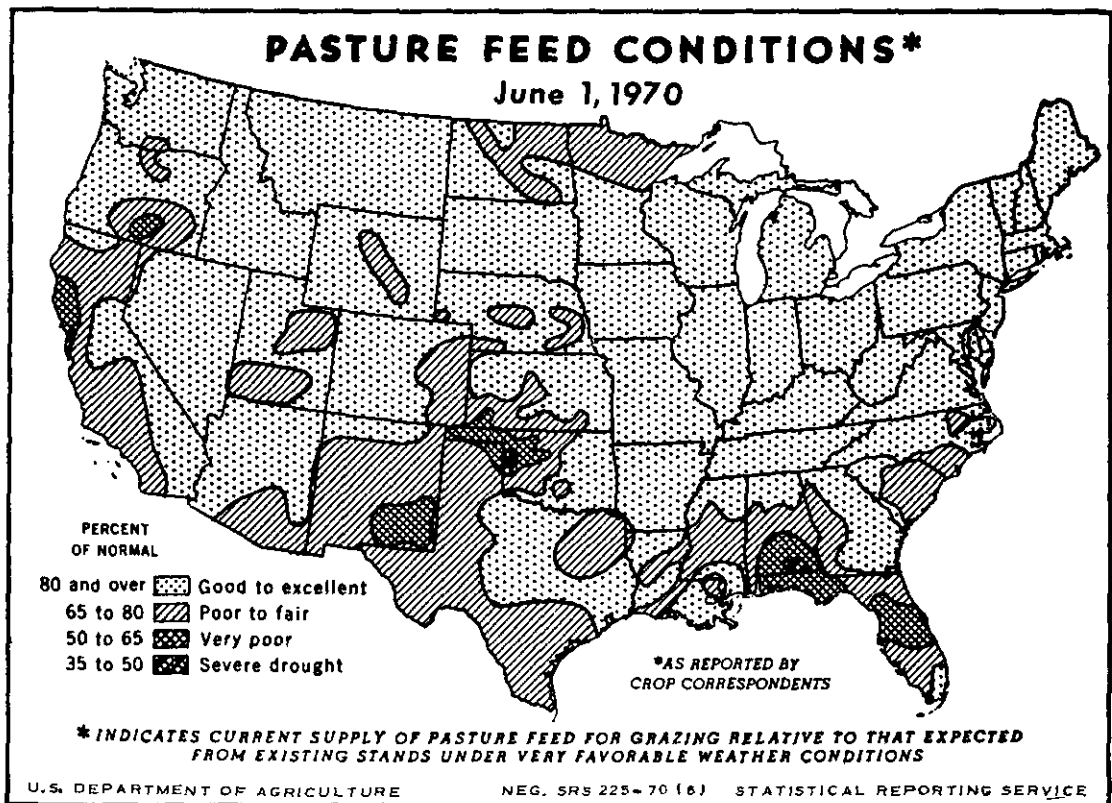 PASTURE FEED CONDITIONS*
June 1, 1970
PERCENT
OF NORMAL
80 and over Good to excellent
65 to 80 Poor to fair
50 to 65 Very poor
35 to 50 Severe drought
*AS REPORTED BY
CROP CORRESPONDENTS
* INDICATES CURRENT SUPPLY OF PASTURE FEED FOR GRAZING RELATIVE TO THAT EXPECTED
FROM EXISTING STANDS UNDER VERY FAVORABLE WEATHER CONDITIONS
U.S. DEPARTMENT OF AGRICULTURE NEG. SRS 225-70 (6) STATISTICAL REPORTING SERVICE